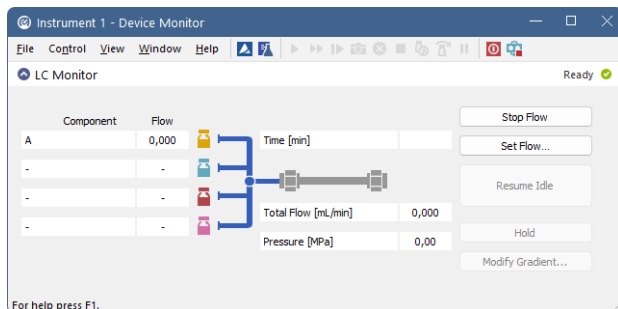 Instrument 1 - Device Monitor
File Control View Window Help
LC Monitor Ready
Component Flow
A 0,000
- -
- -
- -
Time [min]
Total Flow [mL/min] 0,000
Pressure [MPa] 0,00
Stop Flow
Set Flow...
Resume Idle
Hold
Modify Gradient...
For help press F1.